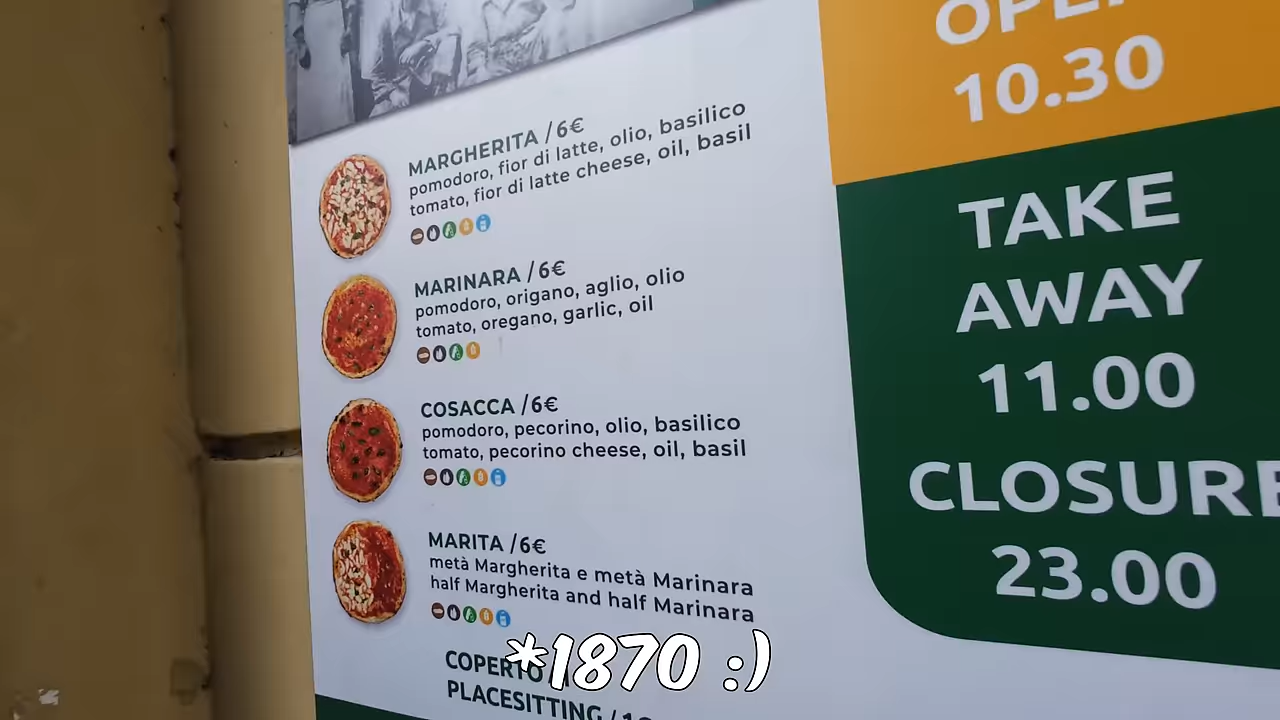 MARGHERITA /6€
pomodoro, fior di latte, olio, basilico
tomato, fior di latte cheese, oil, basil
MARINARA /6€
pomodoro, origano, aglio, olio
tomato, oregano, garlic, oil
COSACCA /6€
pomodoro, pecorino, olio, basilico
tomato, pecorino cheese, oil, basil
MARITA /6€
metà Margherita e metà Marinara
half Margherita and half Marinara
COPERTO
PLACESITTING /
10.30
TAKE
AWAY
11.00
CLOSURE
23.00
*1870 :)